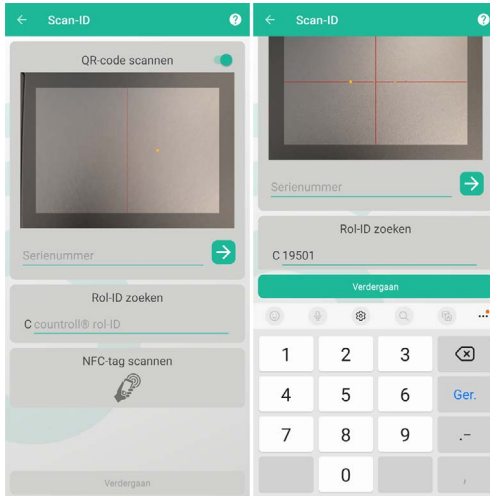 Scan-ID
QR-code scannen
Serienummer
Rol-ID zoeken
C countroll® rol-ID
NFC-tag scannen
Verdergaan
Scan-ID
Serienummer
Rol-ID zoeken
C 19501
Verdergaan
1 2 3
4 5 6 Ger.
7 8 9 .-
0 ,